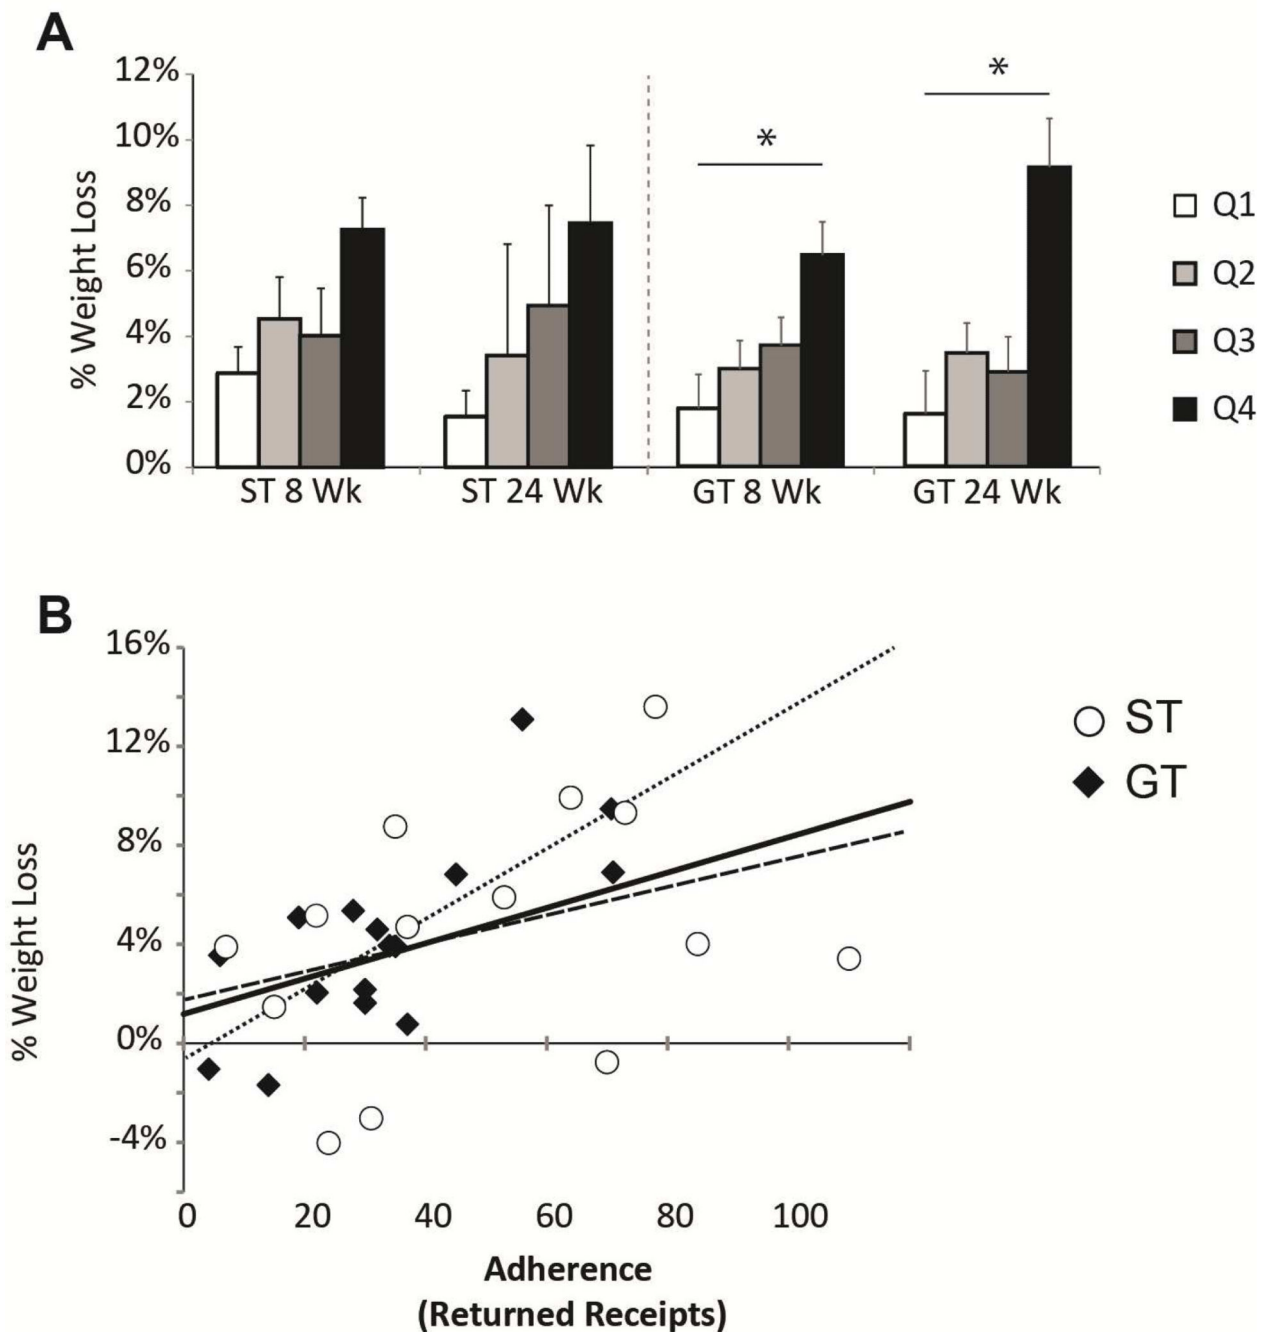 A
12%
10%
8%
6%
4%
2%
0%
% Weight Loss
*
*
ST 8 Wk ST 24 Wk GT 8 Wk GT 24 Wk
Q1
Q2
Q3
Q4
B
16%
12%
8%
4%
0%
-4%
% Weight Loss
0 20 40 60 80 100
Adherence
(Returned Receipts)
ST
GT